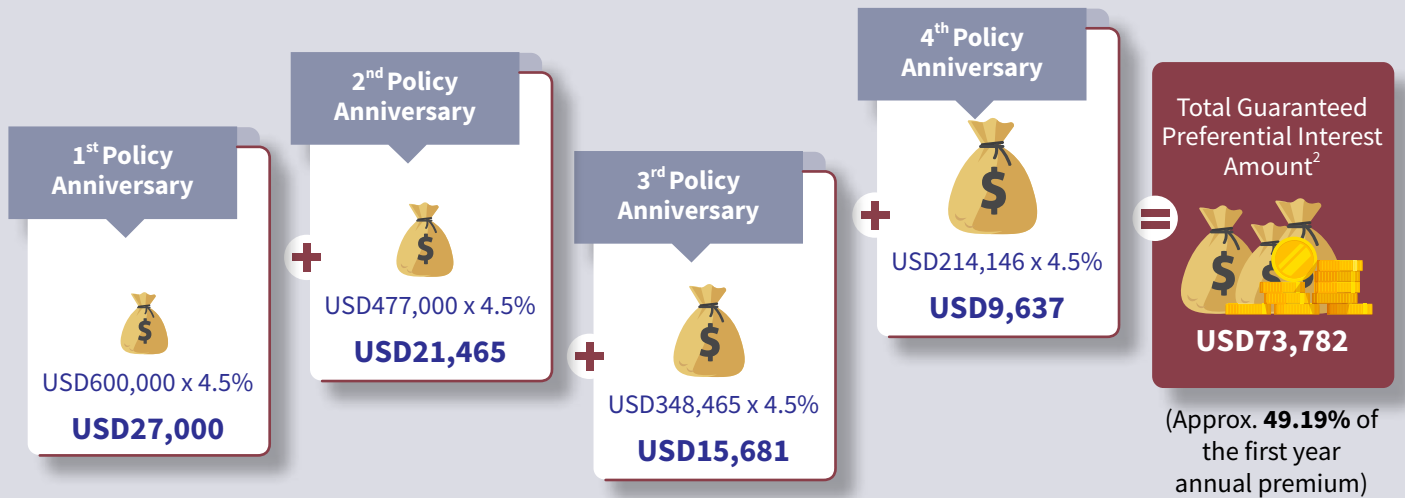 1st Policy
Anniversary
USD600,000 x 4.5%
USD27,000
+
2nd Policy
Anniversary
$
USD477,000 x 4.5%
USD21,465
+
3rd Policy
Anniversary
$
USD348,465 x 4.5%
USD15,681
+
4th Policy
Anniversary
$
USD214,146 x 4.5%
USD9,637
=
Total Guaranteed
Preferential Interest
Amount2
$ $ $
USD73,782
(Approx. 49.19% of
the first year
annual premium)